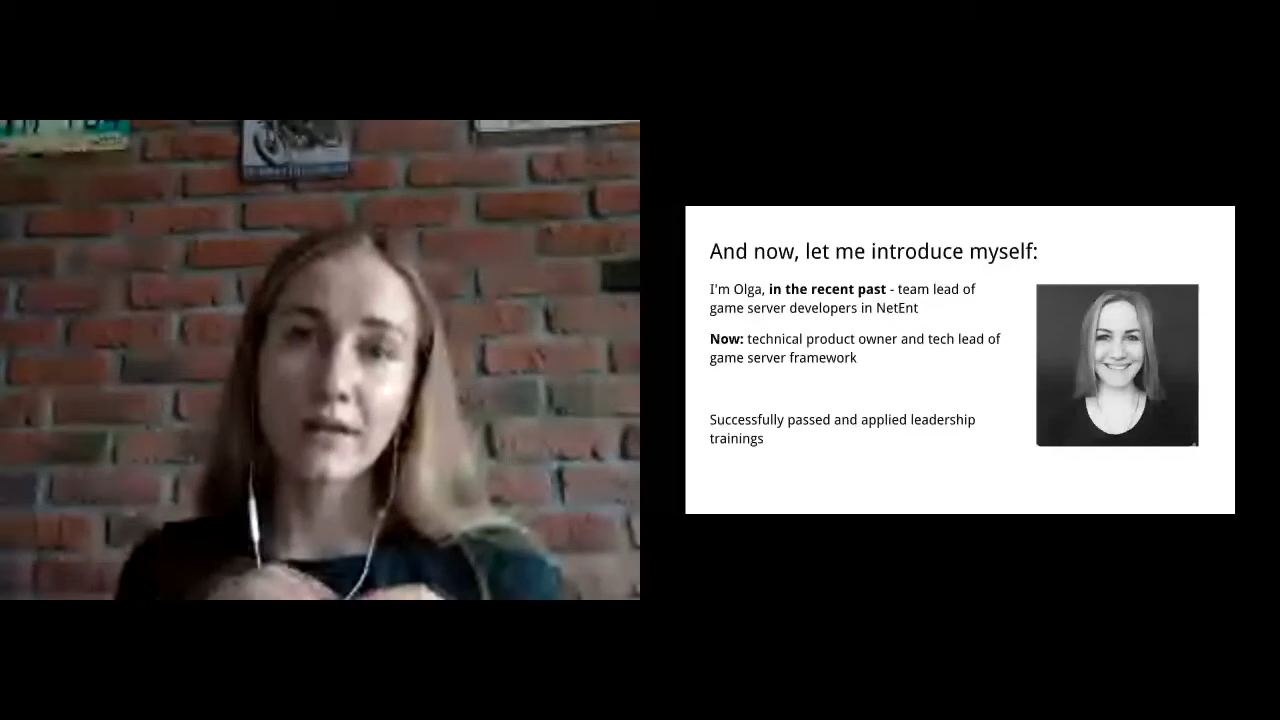 And now, let me introduce myself:
I'm Olga, in the recent past - team lead of
game server developers in NetEnt
Now: technical product owner and tech lead of
game server framework
Successfully passed and applied leadership
trainings